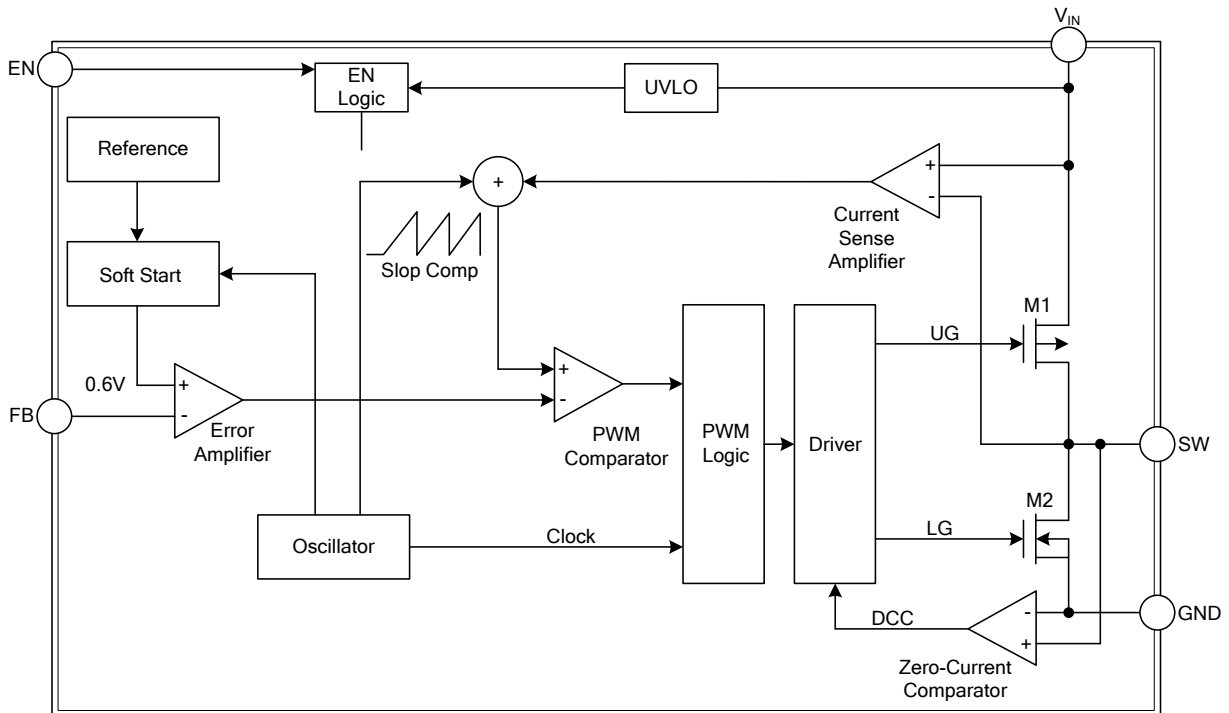 V_IN
EN
EN
Logic
UVLO
Reference
+
+
-
Current
Sense
Amplifier
Slop Comp
Soft Start
M1
UG
0.6V
+
-
FB
Error
Amplifier
+
-
PWM
Comparator
PWM
Logic
Driver
SW
M2
LG
Oscillator
Clock
DCC
-
+
GND
Zero-Current
Comparator